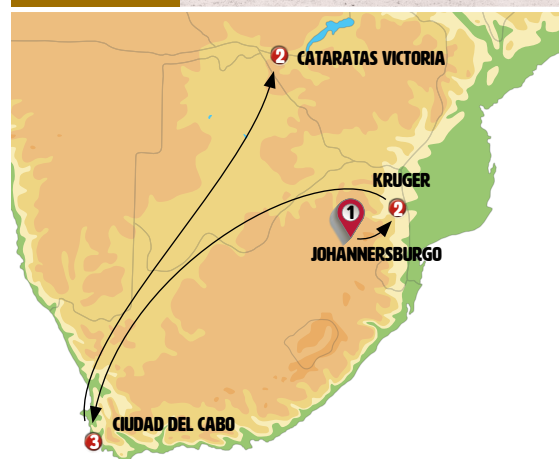 2 CATARATAS VICTORIA
KRUGER
1
2
JOHANNERSBURGO
CIUDAD DEL CABO
3